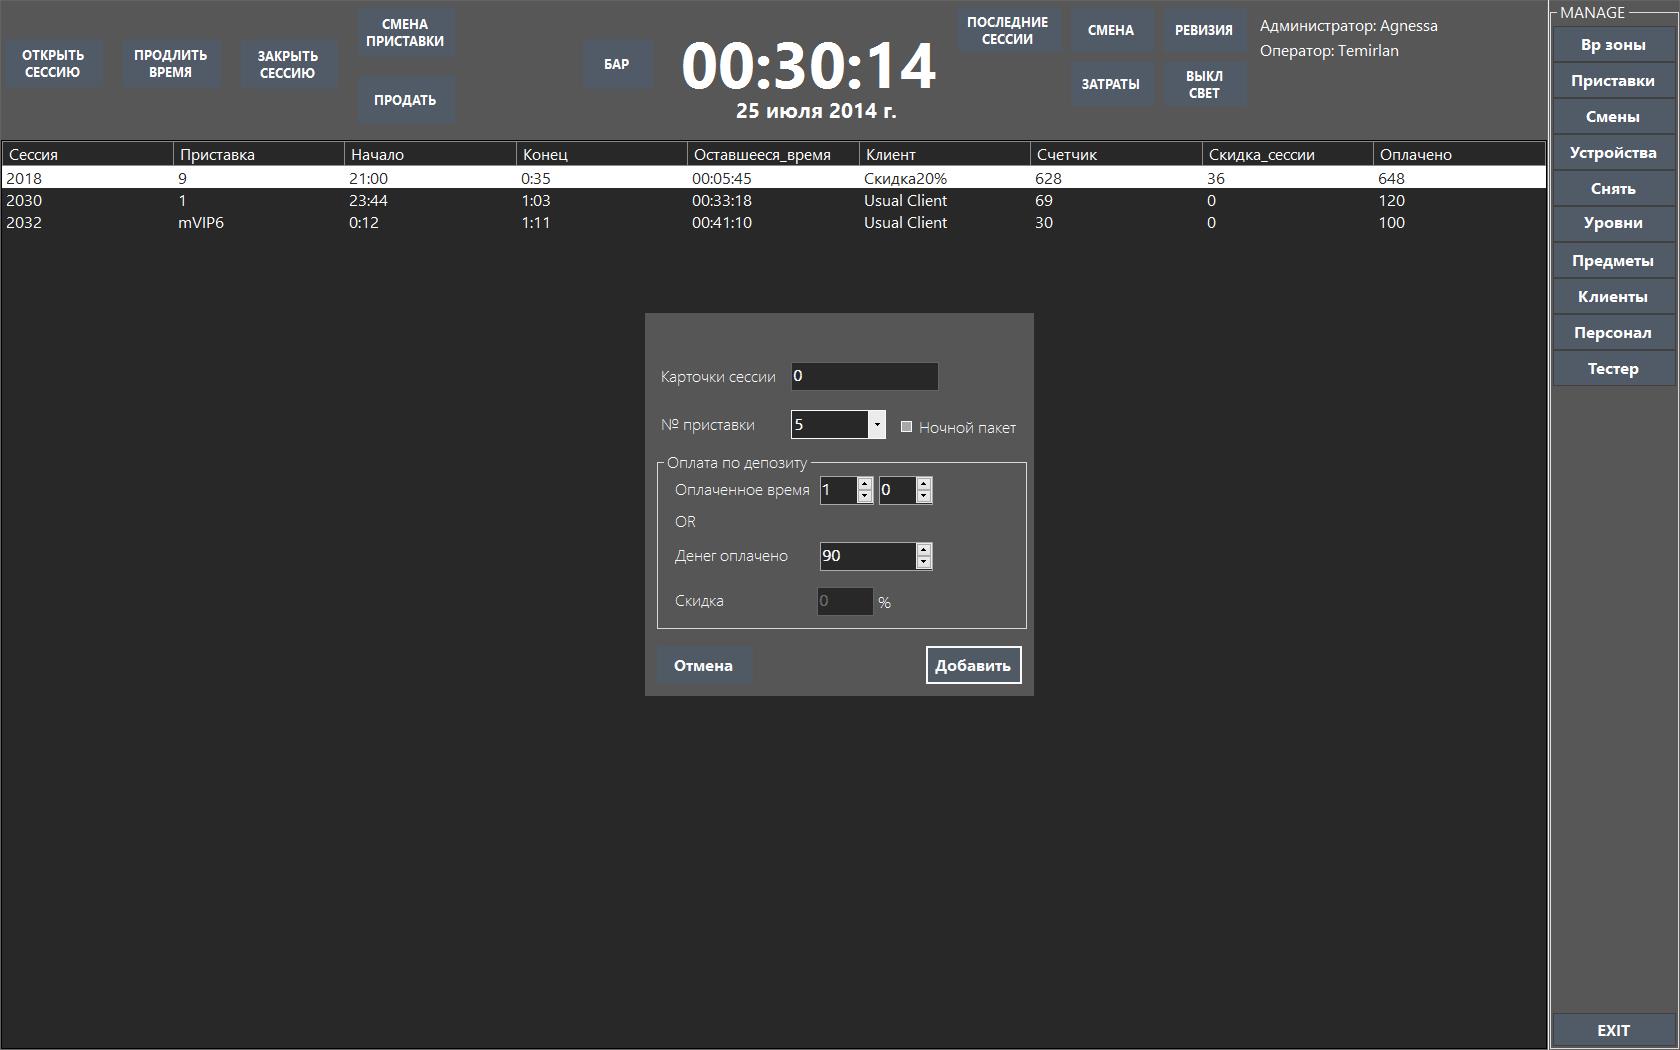 ОТКРЫТЬ
СЕССИЮ
ПРОДЛИТЬ
ВРЕМЯ
ЗАКРЫТЬ
СЕССИЮ
СМЕНА
ПРИСТАВКИ
ПРОДАТЬ
БАР
00:30:14
25 июля 2014 г.
ПОСЛЕДНИЕ
СЕССИИ
СМЕНА
РЕВИЗИЯ
ЗАТРАТЫ
ВЫКЛ
СВЕТ
Администратор: Agnessa
Оператор: Temirlan
Сессия Приставка Начало Конец Оставшееся_время Клиент Счетчик Скидка_сессии Оплачено
2018 9 21:00 0:35 00:05:45 Скидка20% 628 36 648
2030 1 23:44 1:03 00:33:18 Usual Client 69 0 120
2032 mVIP6 0:12 1:11 00:41:10 Usual Client 30 0 100
Карточки сессии 0
№ приставки 5 Ночной пакет
Оплата по депозиту
Оплаченное время 1 0
OR
Денег оплачено 90
Скидка 0 %
Отмена Добавить
MANAGE
Вр зоны
Приставки
Смены
Устройства
Снять
Уровни
Предметы
Клиенты
Персонал
Тестер
EXIT